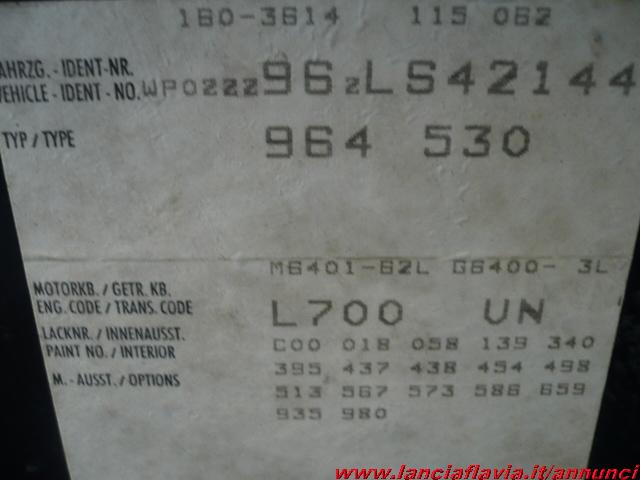 160-3614 115 062
AHRZG.-IDENT-NR.
VEHICLE-IDENT-NO. WP0ZZZ96zLS42144
TYP / TYPE 964 530
M6401-62L G6400- 3L
MOTORKB. / GETR. KB.
ENG. CODE / TRANS. CODE L700 UN
LACKNR. / INNENAUSST.
PAINT NO. / INTERIOR
M.-AUSST. / OPTIONS
C00 018 058 139 340
395 437 438 454 498
513 567 573 586 659
935 980
www.lanciaflavia.it/annunci